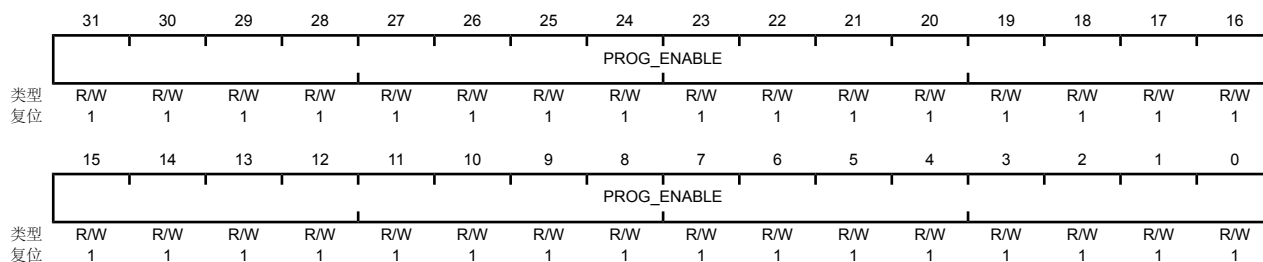 31 30 29 28 27 26 25 24 23 22 21 20 19 18 17 16
PROG_ENABLE
类型 R/W R/W R/W R/W R/W R/W R/W R/W R/W R/W R/W R/W R/W R/W R/W R/W
复位 1 1 1 1 1 1 1 1 1 1 1 1 1 1 1 1
15 14 13 12 11 10 9 8 7 6 5 4 3 2 1 0
PROG_ENABLE
类型 R/W R/W R/W R/W R/W R/W R/W R/W R/W R/W R/W R/W R/W R/W R/W R/W
复位 1 1 1 1 1 1 1 1 1 1 1 1 1 1 1 1